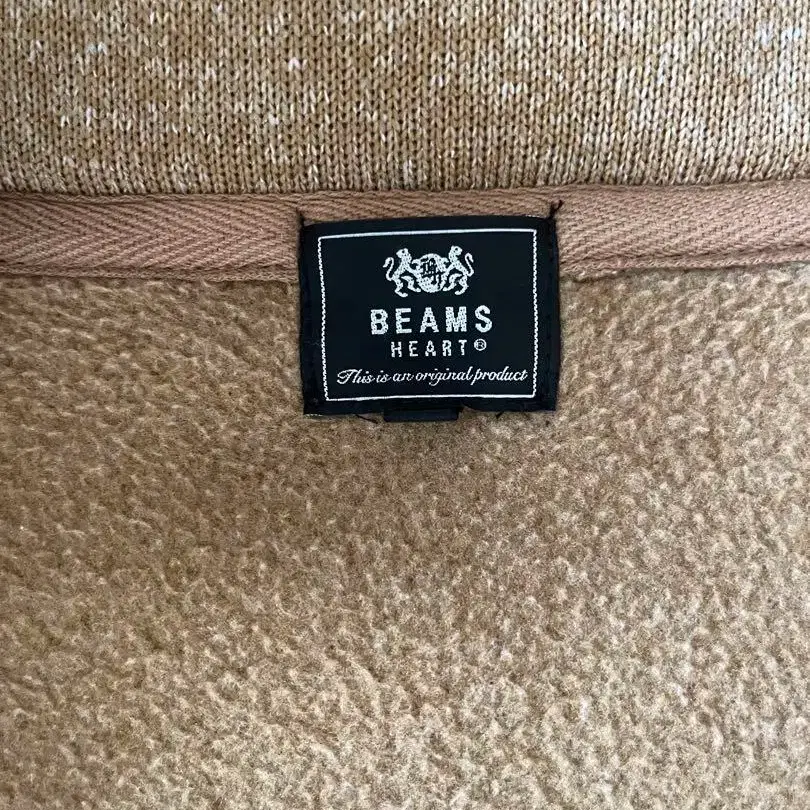 BEAMS
HEART®
This is an original product